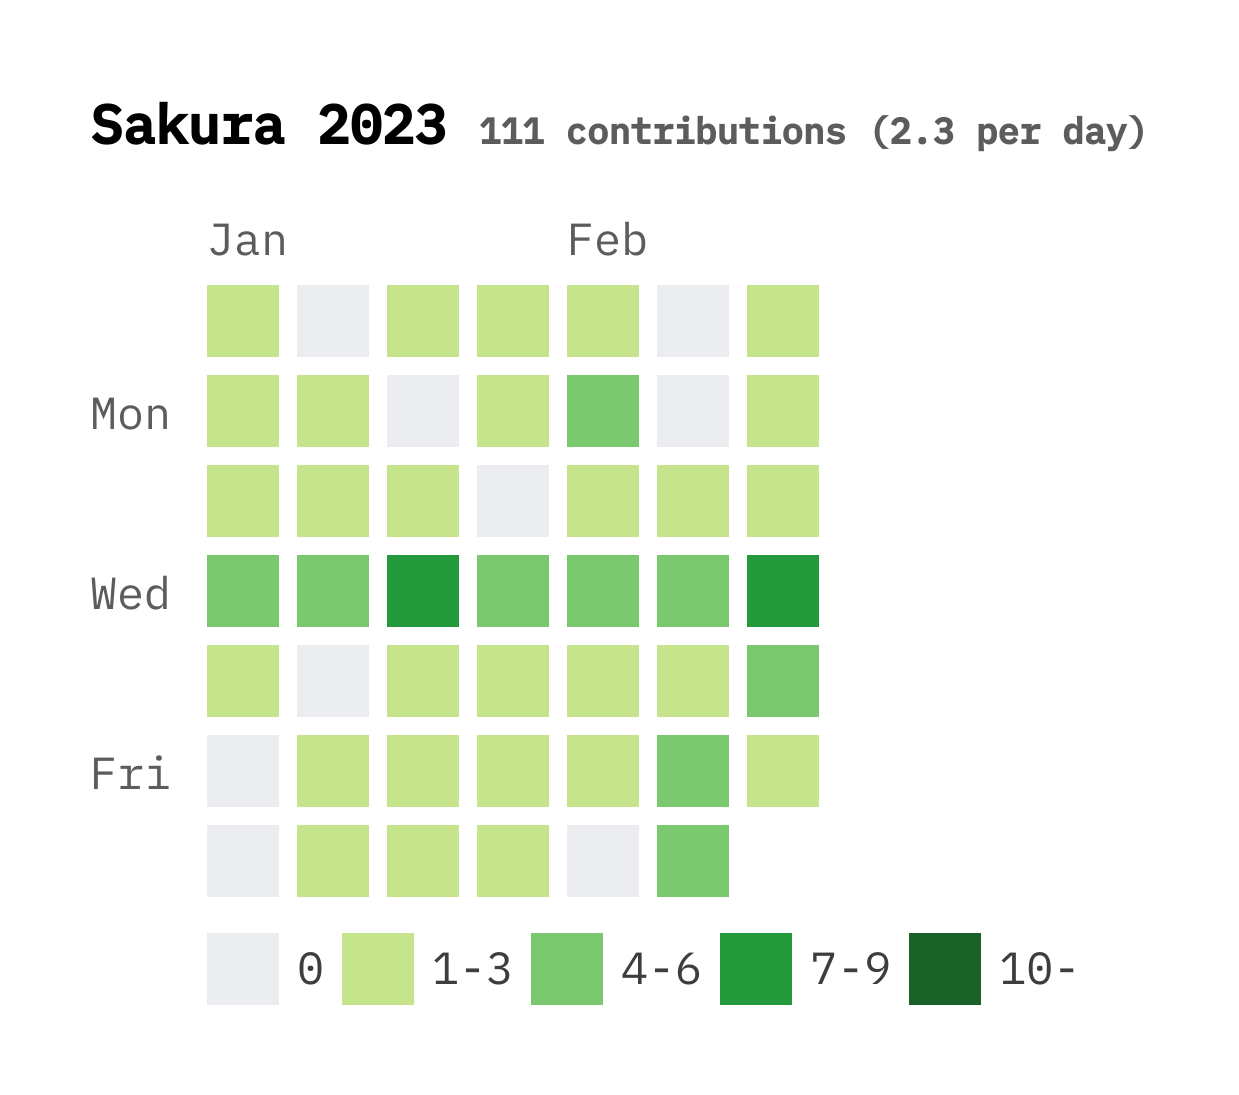 Sakura 2023 111 contributions (2.3 per day)
Jan Feb
Mon
Wed
Fri
0 1-3 4-6 7-9 10-